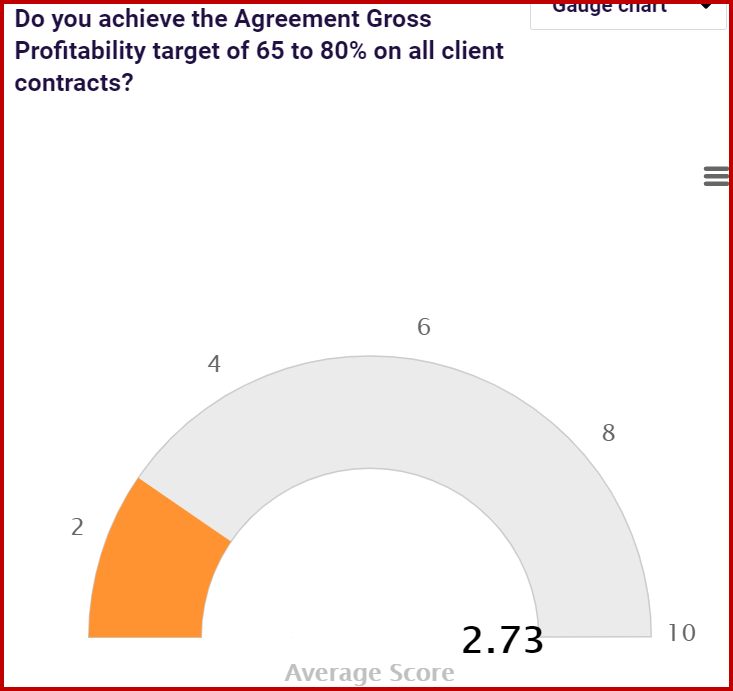 Do you achieve the Agreement Gross
Profitability target of 65 to 80% on all client
contracts?
Gauge chart
6
4
8
2
10
2.73
Average Score